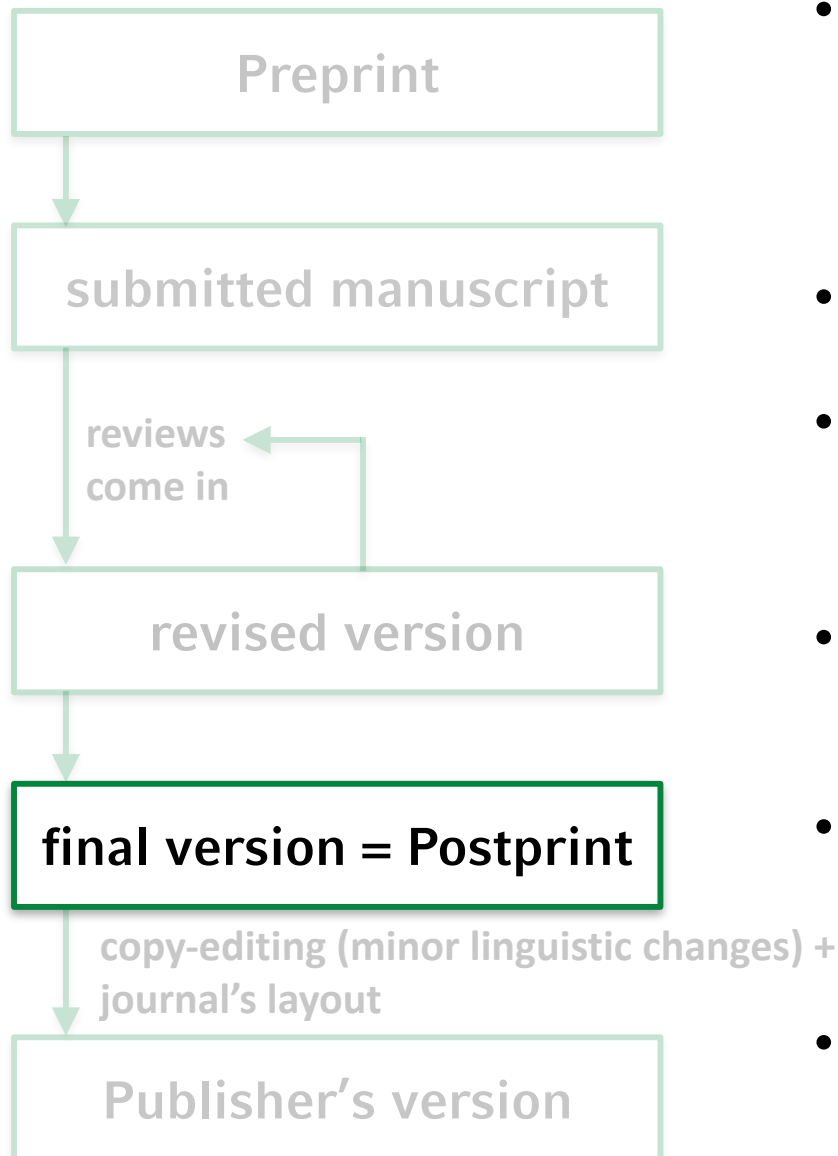 Preprint
submitted manuscript
reviews
come in
revised version
final version = Postprint
copy-editing (minor linguistic changes) +
journal's layout
Publisher's version